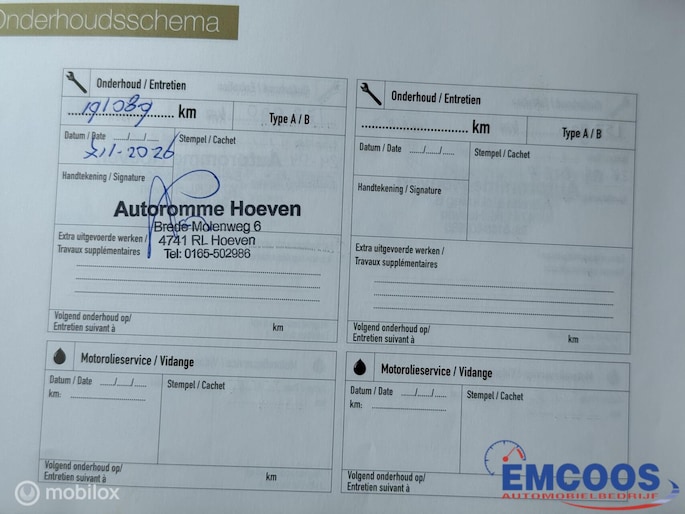 Onderhoudsschema
Onderhoud / Entretien
191089 km
Type A / B
Datum / Date
Stempel / Cachet
Handtekening / Signature
Autoromme Hoeven
Brede Molenweg 6
4741 RL Hoeven
Tel: 0165-502986
Extra uitgevoerde werken /
Travaux supplémentaires
Volgend onderhoud op/
Entretien suivant à
km
Motorolieservice / Vidange
Datum / Date ..../..../....
Stempel / Cachet
km:
Volgend onderhoud op/
Entretien suivant à
km
Onderhoud / Entretien
km
Type A / B
Datum / Date ..../..../....
Stempel / Cachet
Handtekening / Signature
Extra uitgevoerde werken /
Travaux supplémentaires
Volgend onderhoud op/
Entretien suivant à
km
Motorolieservice / Vidange
Datum / Date ..../..../....
Stempel / Cachet
km:
Volgend onderhoud op/
Entretien suivant à
EMCOOS
AUTOMOBIELBEDRIJF
mobilox